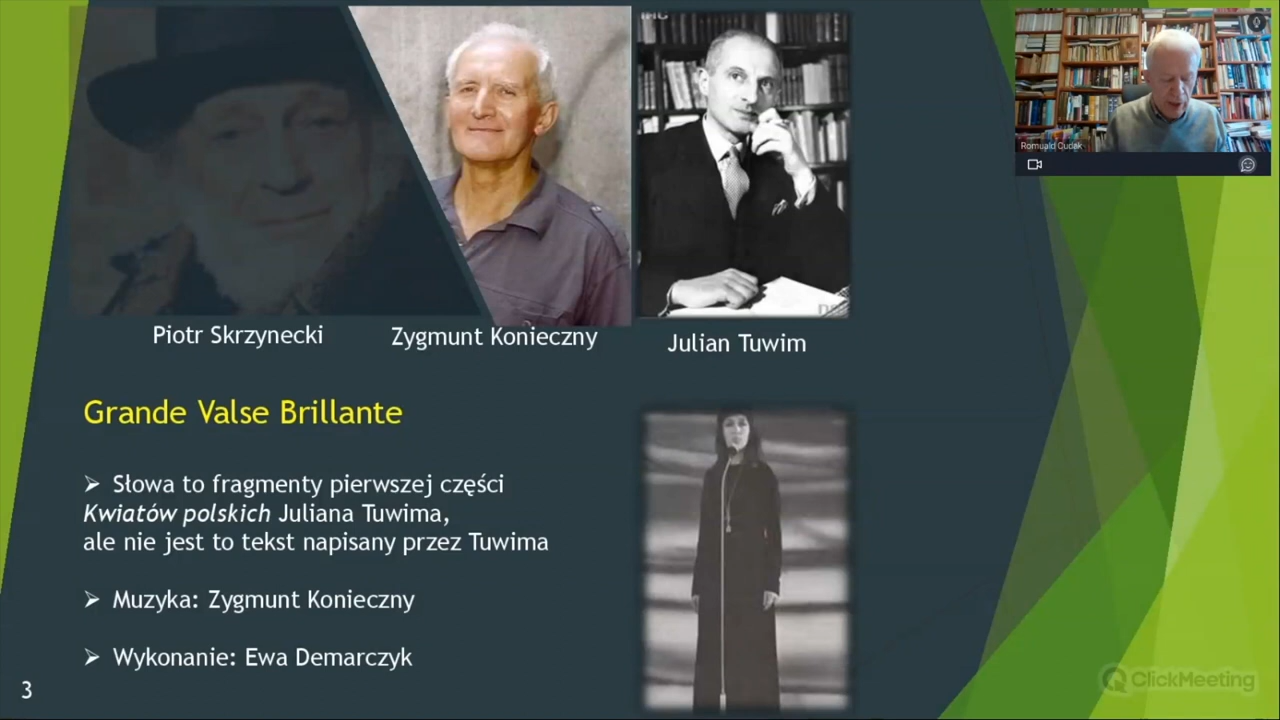 Romuald Cudak
Piotr Skrzynecki
Zygmunt Konieczny
Julian Tuwim
Grande Valse Brillante
➢ Słowa to fragmenty pierwszej części
Kwiatów polskich Juliana Tuwima,
ale nie jest to tekst napisany przez Tuwima
➢ Muzyka: Zygmunt Konieczny
➢ Wykonanie: Ewa Demarczyk
3
ClickMeeting